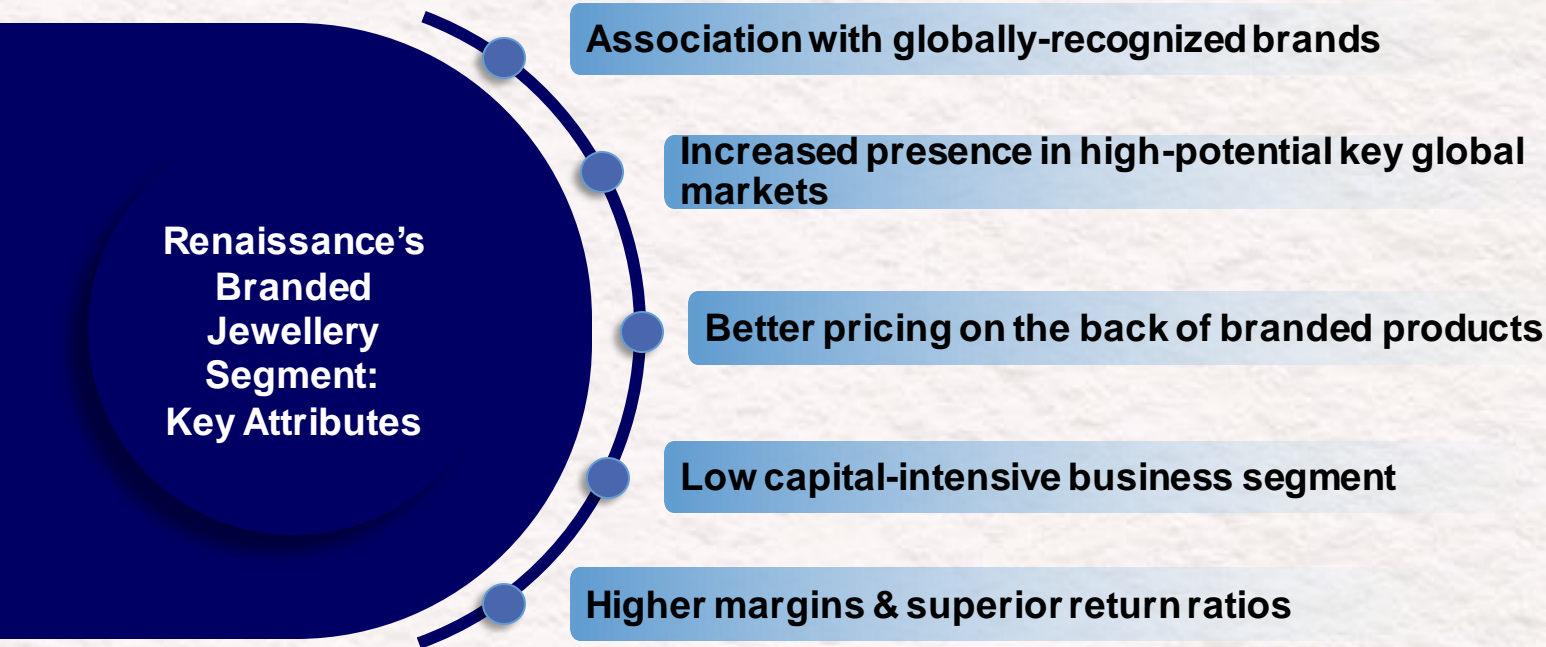 Renaissance’s
Branded
Jewellery
Segment:
Key Attributes
Association with globally-recognized brands
Increased presence in high-potential key global
markets
Better pricing on the back of branded products
Low capital-intensive business segment
Higher margins & superior return ratios